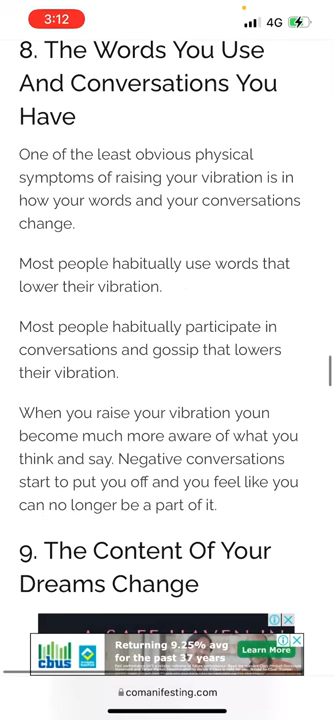 3:12
4G
8. The Words You Use
And Conversations You
Have
One of the least obvious physical
symptoms of raising your vibration is in
how your words and your conversations
change.
Most people habitually use words that
lower their vibration.
Most people habitually participate in
conversations and gossip that lowers
their vibration.
When you raise your vibration youn
become much more aware of what you
think and say. Negative conversations
start to put you off and you feel like you
can no longer be a part of it.
9. The Content Of Your
Dreams Change
cbus
Returning 9.25% avg
for the past 37 years
Learn More
comanifesting.com